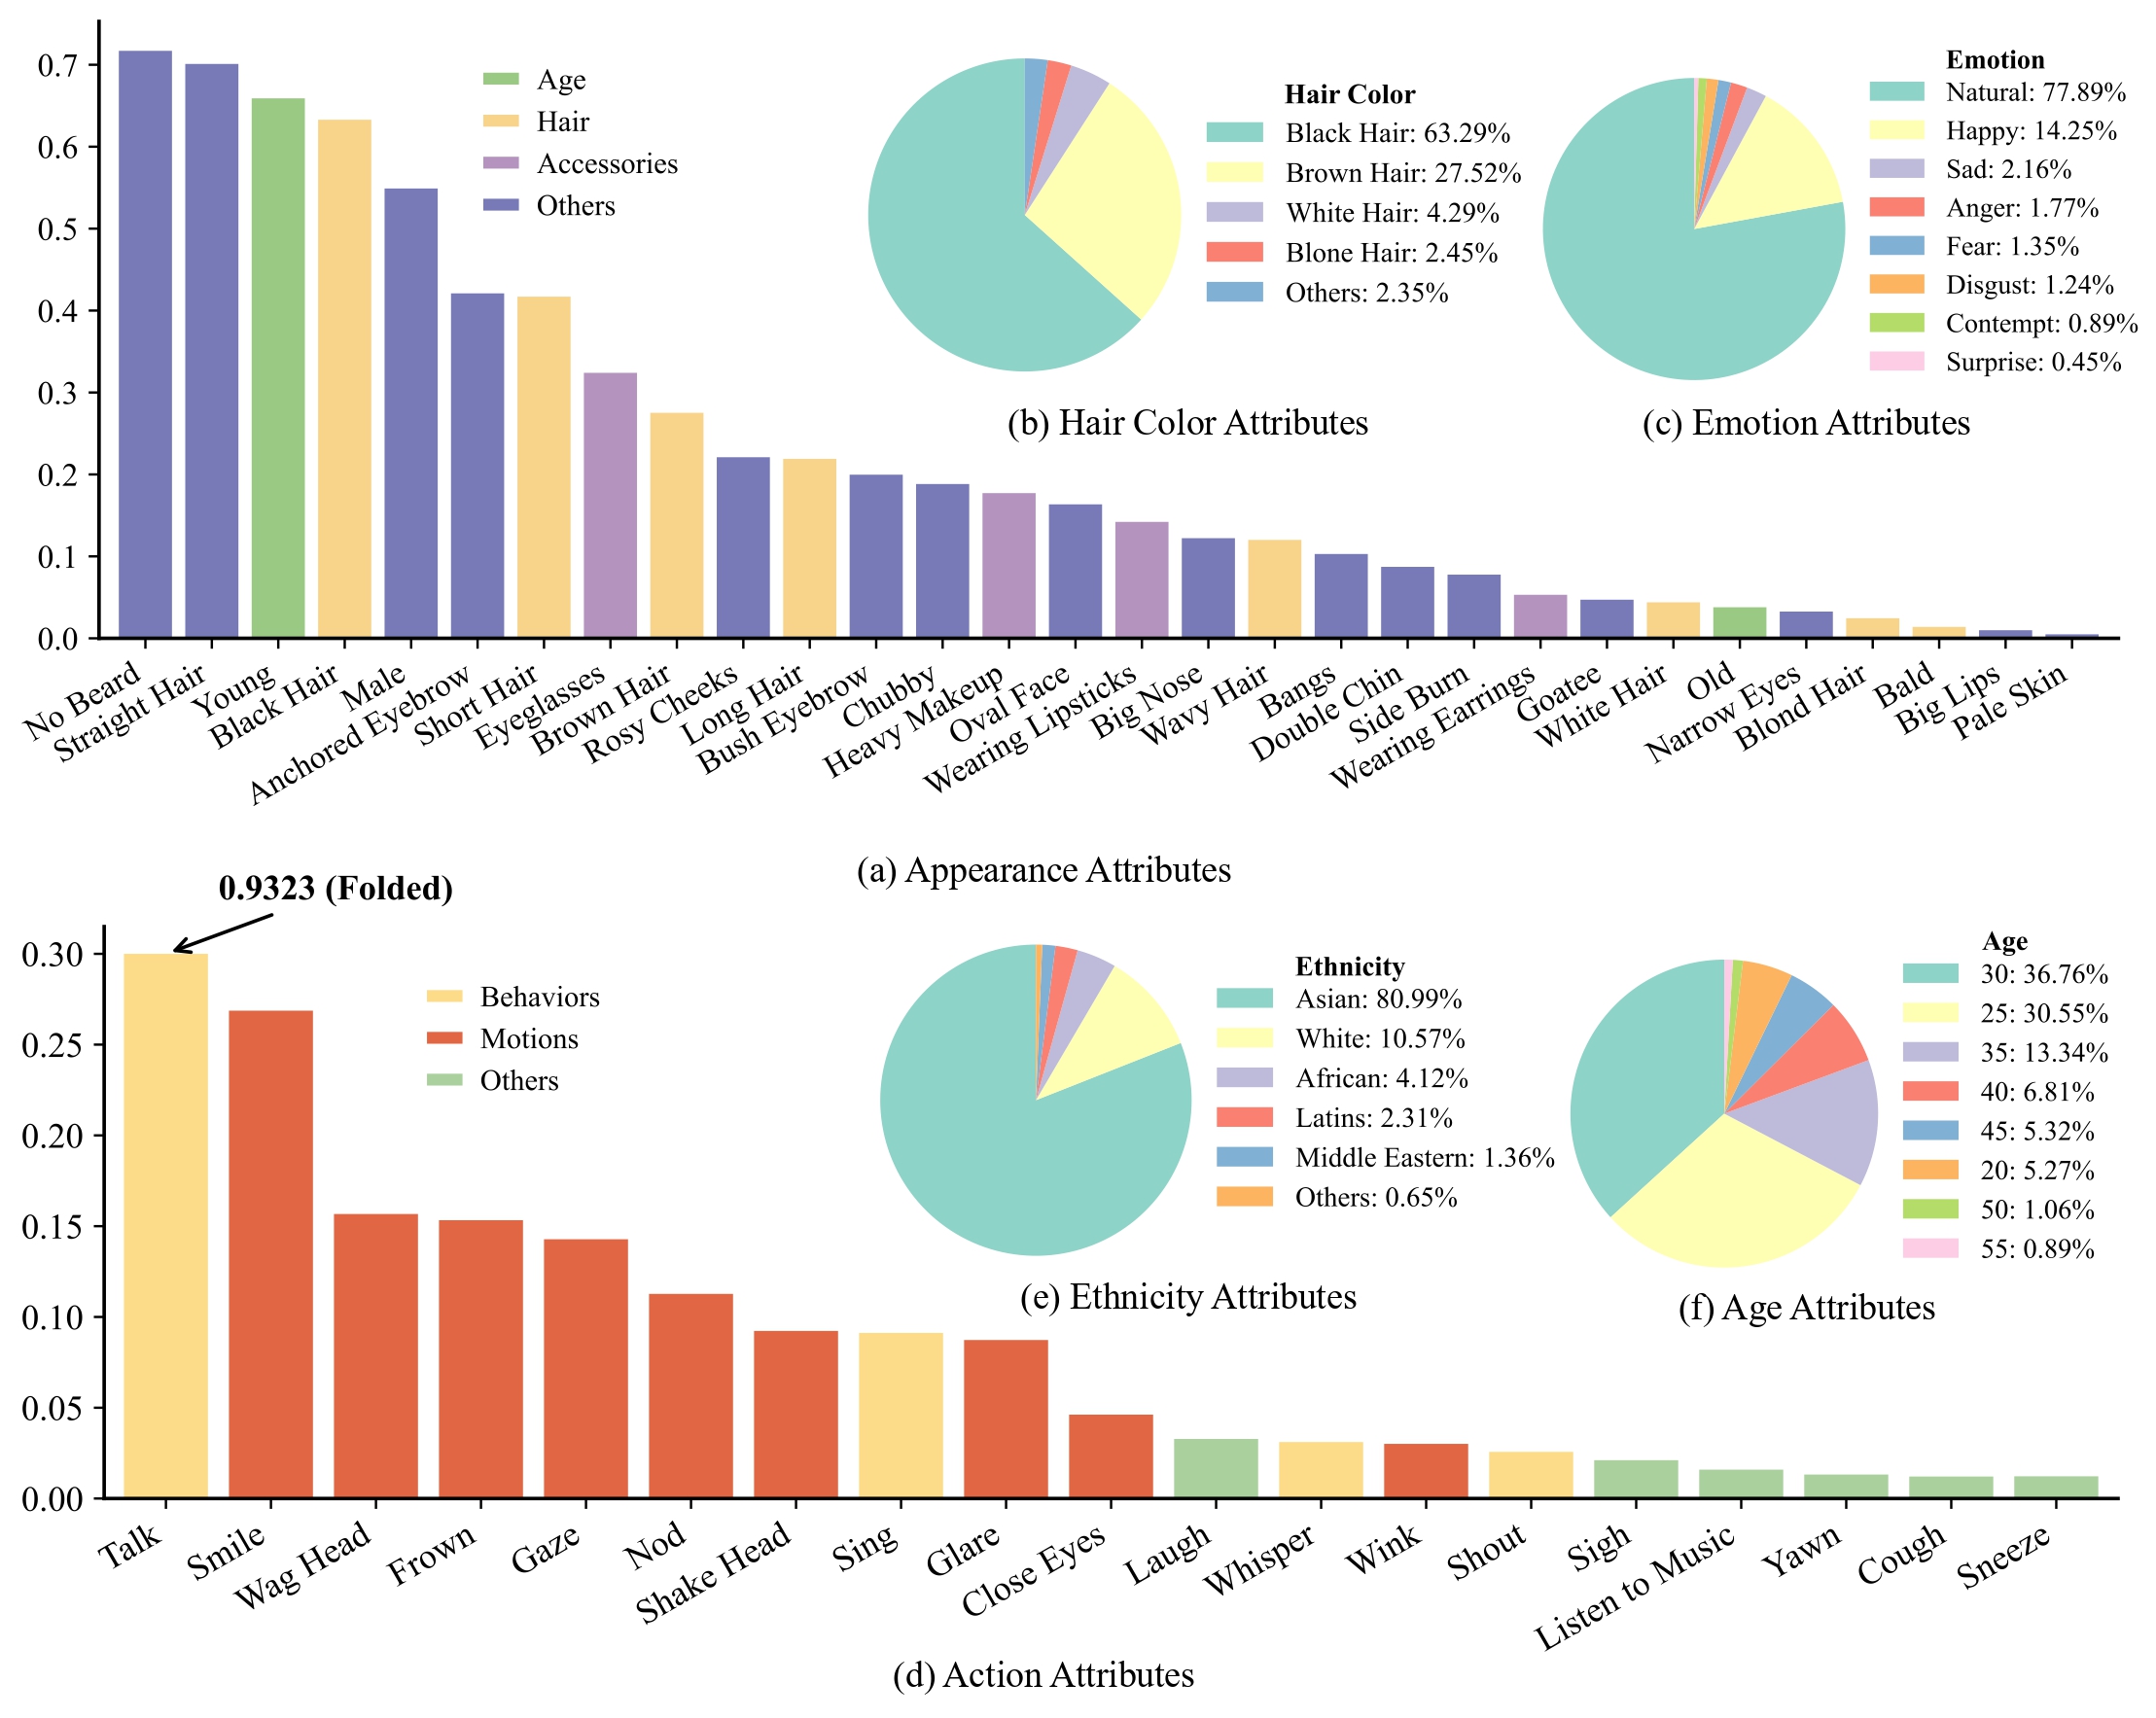 0.7
0.6
0.5
0.4
0.3
0.2
0.1
0.0
Age
Hair
Accessories
Others
Hair Color
Black Hair: 63.29%
Brown Hair: 27.52%
White Hair: 4.29%
Blone Hair: 2.45%
Others: 2.35%
(b) Hair Color Attributes
Emotion
Natural: 77.89%
Happy: 14.25%
Sad: 2.16%
Anger: 1.77%
Fear: 1.35%
Disgust: 1.24%
Contempt: 0.89%
Surprise: 0.45%
(c) Emotion Attributes
No Beard
Straight Hair
Young
Black Hair
Male
Anchored Eyebrow
Short Hair
Eyeglasses
Brown Hair
Rosy Cheeks
Long Hair
Bush Eyebrow
Chubby
Heavy Makeup
Oval Face
Wearing Lipsticks
Big Nose
Wavy Hair
Bangs
Double Chin
Side Burn
Wearing Earrings
Goatee
White Hair
Old
Narrow Eyes
Blond Hair
Bald
Big Lips
Pale Skin
(a) Appearance Attributes
0.9323 (Folded)
0.30
0.25
0.20
0.15
0.10
0.05
0.00
Behaviors
Motions
Others
Ethnicity
Asian: 80.99%
White: 10.57%
African: 4.12%
Latins: 2.31%
Middle Eastern: 1.36%
Others: 0.65%
(e) Ethnicity Attributes
Age
30: 36.76%
25: 30.55%
35: 13.34%
40: 6.81%
45: 5.32%
20: 5.27%
50: 1.06%
55: 0.89%
(f) Age Attributes
Talk
Smile
Wag Head
Frown
Gaze
Nod
Shake Head
Sing
Glare
Close Eyes
Laugh
Whisper
Wink
Shout
Sigh
Listen to Music
Yawn
Cough
Sneeze
(d) Action Attributes